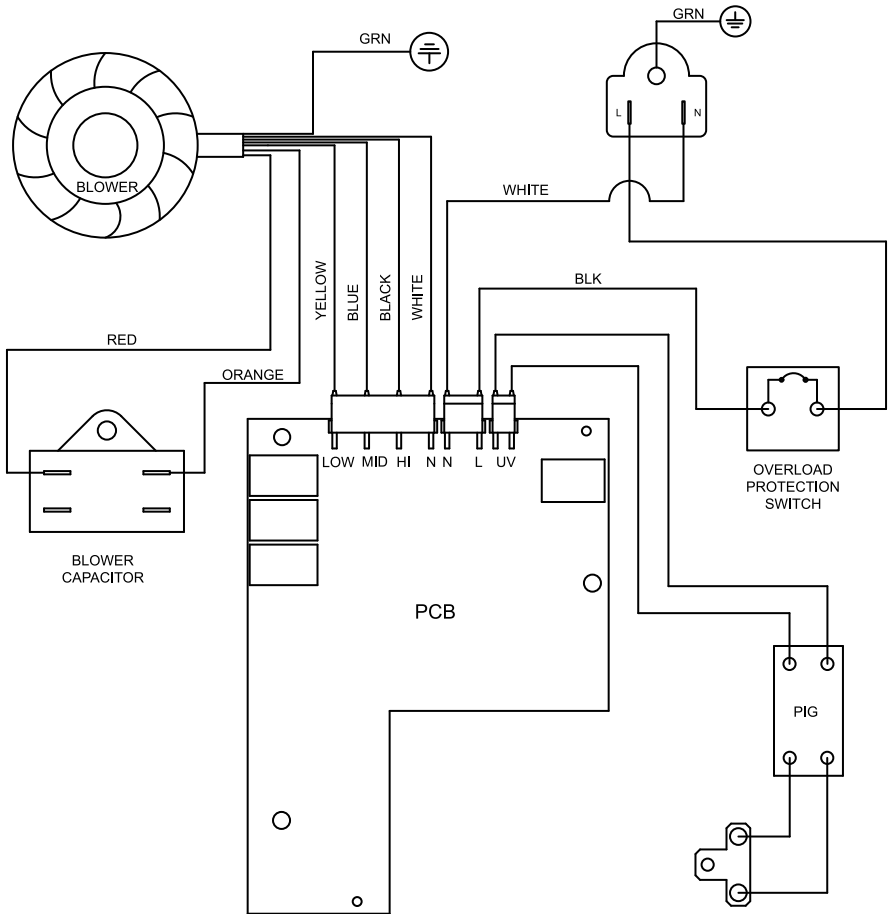 GRN
GRN
L
N
BLOWER
WHITE
YELLOW
BLUE
BLACK
WHITE
BLK
RED
ORANGE
LOW MID HI N N L UV
OVERLOAD
PROTECTION
SWITCH
BLOWER
CAPACITOR
PCB
PIG